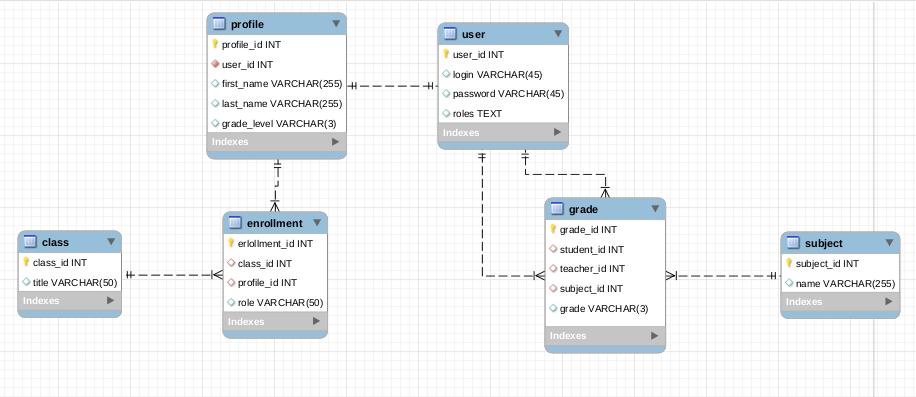 profile
profile_id INT
user_id INT
first_name VARCHAR(255)
last_name VARCHAR(255)
grade_level VARCHAR(3)
Indexes
user
user_id INT
login VARCHAR(45)
password VARCHAR(45)
roles TEXT
Indexes
class
class_id INT
title VARCHAR(50)
Indexes
enrollment
erlollment_id INT
class_id INT
profile_id INT
role VARCHAR(50)
Indexes
grade
grade_id INT
student_id INT
teacher_id INT
subject_id INT
grade VARCHAR(3)
Indexes
subject
subject_id INT
name VARCHAR(255)
Indexes